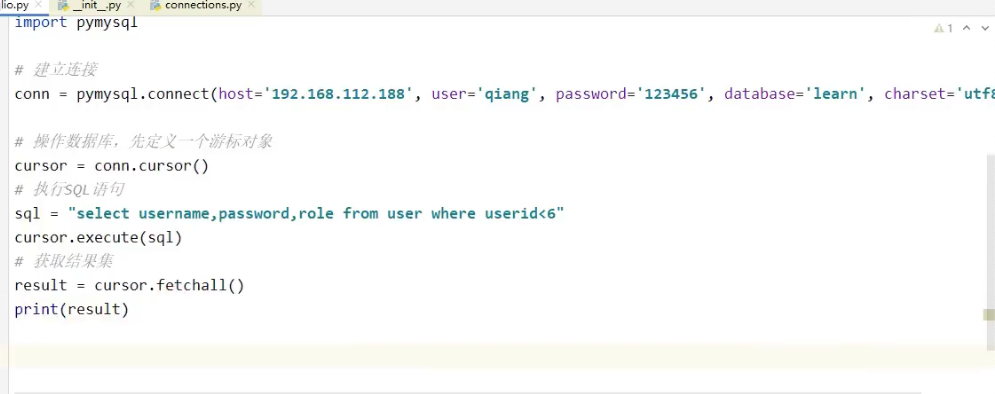 lio.py __init__.py connections.py
import pymysql
1
# 建立连接
conn = pymysql.connect(host='192.168.112.188', user='qiang', password='123456', database='learn', charset='utf8
# 操作数据库，先定义一个游标对象
cursor = conn.cursor()
# 执行SQL语句
sql = "select username,password,role from user where userid<6"
cursor.execute(sql)
# 获取结果集
result = cursor.fetchall()
print(result)